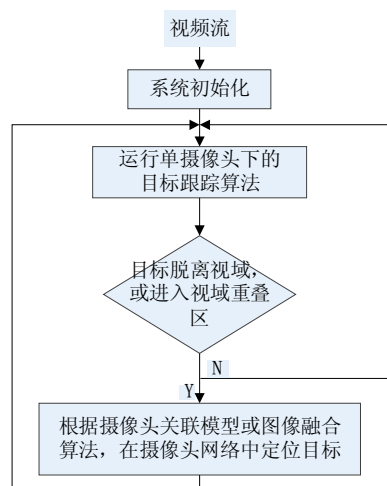 视频流
系统初始化
运行单摄像头下的
目标跟踪算法
目标脱离视域，
或进入视域重叠
区
N
Y
根据摄像头关联模型或图像融合
算法，在摄像头网络中定位目标